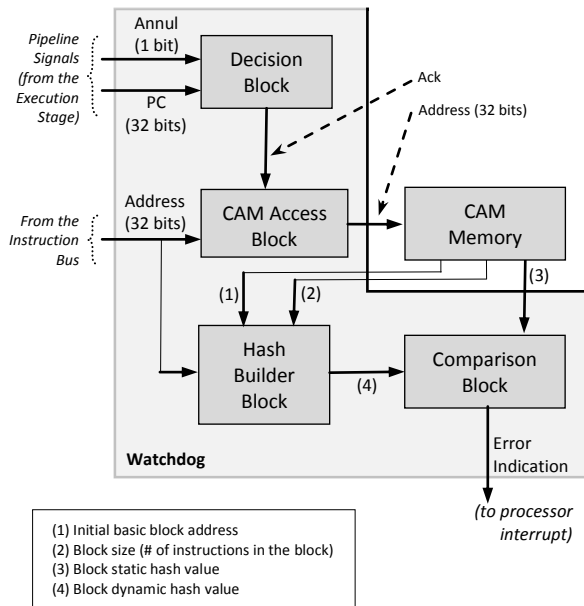 Pipeline
Signals
(from the
Execution
Stage)
Annul
(1 bit)
PC
(32 bits)
Decision
Block
Ack
Address (32 bits)
From the
Instruction
Bus
Address
(32 bits)
CAM Access
Block
CAM
Memory
(1)
(2)
(3)
Hash
Builder
Block
(4)
Comparison
Block
Watchdog
Error
Indication
(to processor
interrupt)
(1) Initial basic block address
(2) Block size (# of instructions in the block)
(3) Block static hash value
(4) Block dynamic hash value